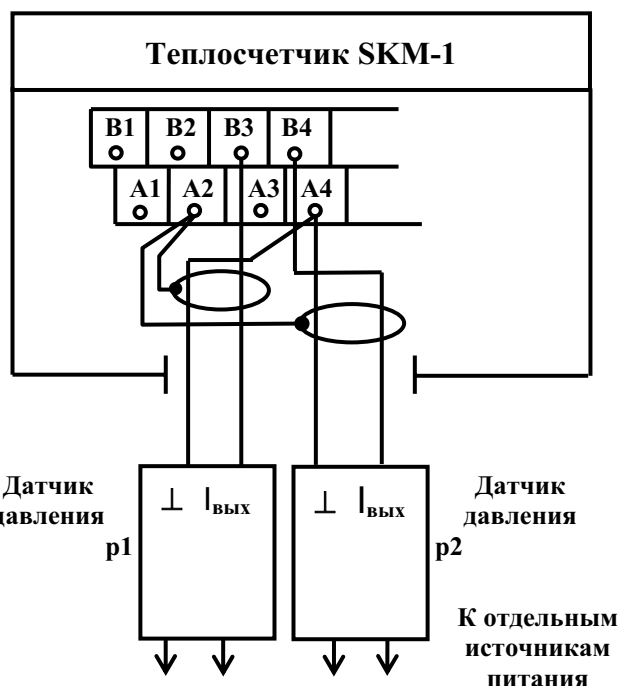 Теплосчетчик SKM-1
B1 B2 B3 B4
A1 A2 A3 A4
Датчик
давления
p1
⊥ Iвых
⊥ Iвых
Датчик
давления
p2
К отдельным
источникам
питания